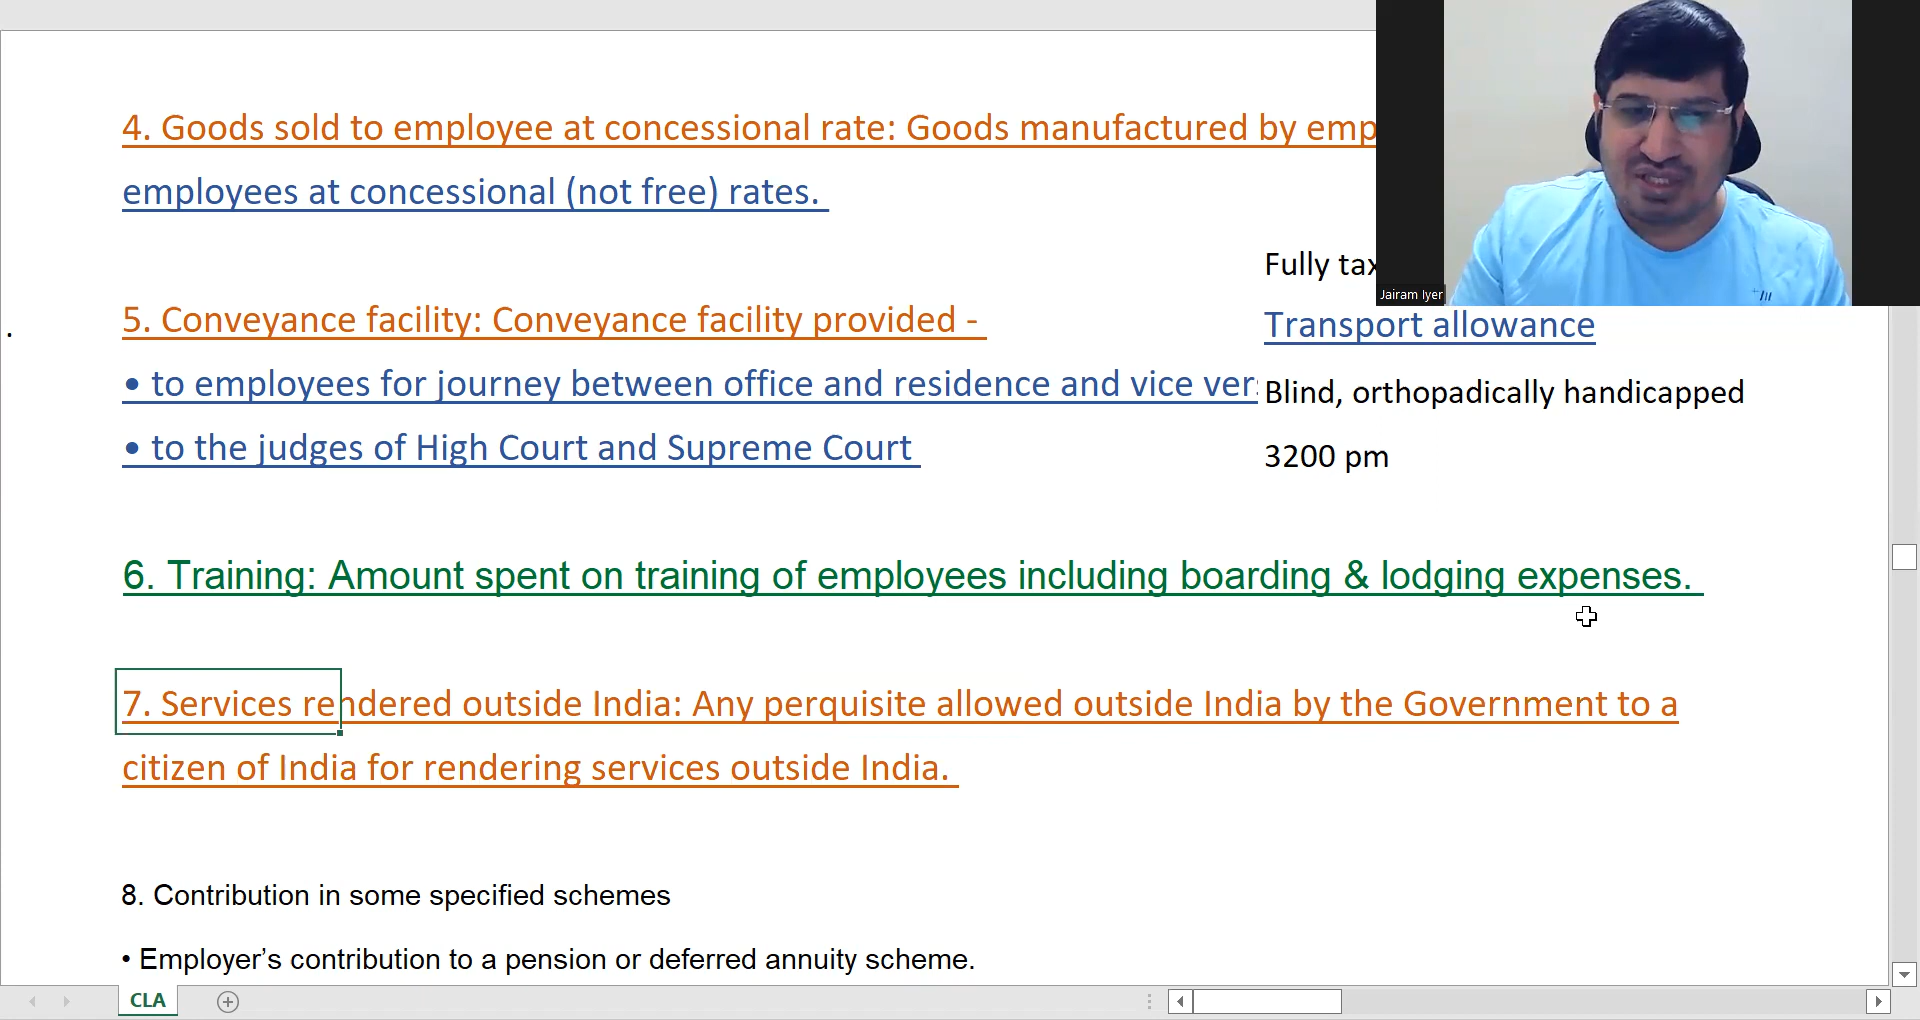 4. Goods sold to employee at concessional rate: Goods manufactured by
employees at concessional (not free) rates.
Fully
Jairam Iyer
5. Conveyance facility: Conveyance facility provided -
Transport allowance
• to employees for journey between office and residence and vice
Blind, orthopadically handicapped
• to the judges of High Court and Supreme Court
3200 pm
6. Training: Amount spent on training of employees including boarding & lodging expenses.
7. Services rendered outside India: Any perquisite allowed outside India by the Government to a
citizen of India for rendering services outside India.
8. Contribution in some specified schemes
• Employer’s contribution to a pension or deferred annuity scheme.
CLA